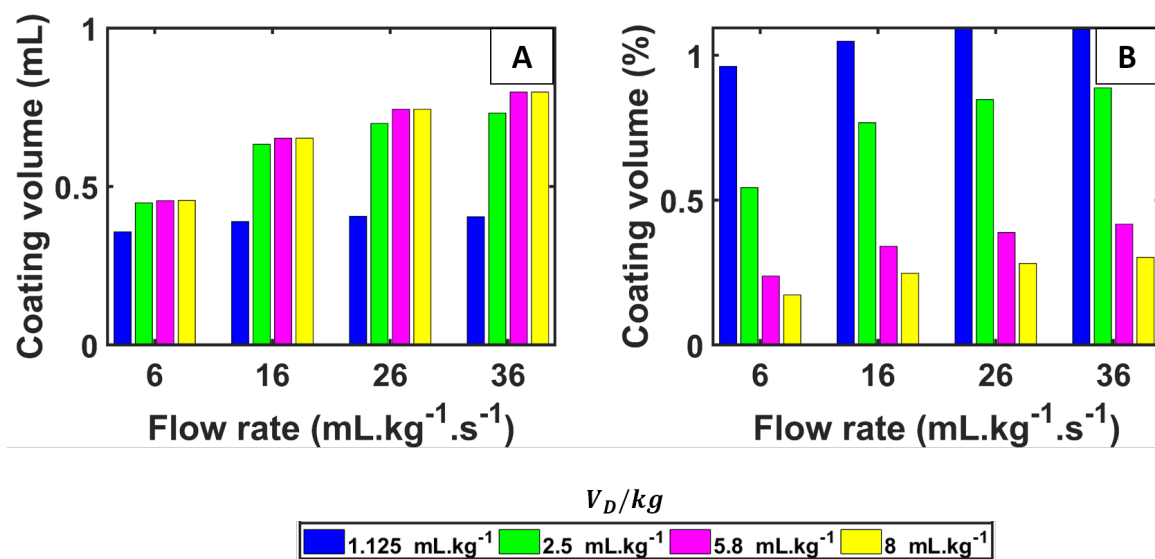 A
Coating volume (mL)
1
0.5
0
6 16 26 36
Flow rate (mL.kg⁻¹.s⁻¹)
B
Coating volume (%)
1
0.5
0
6 16 26 36
Flow rate (mL.kg⁻¹.s⁻¹)
V_D/kg
1.125 mL.kg⁻¹ 2.5 mL.kg⁻¹ 5.8 mL.kg⁻¹ 8 mL.kg⁻¹